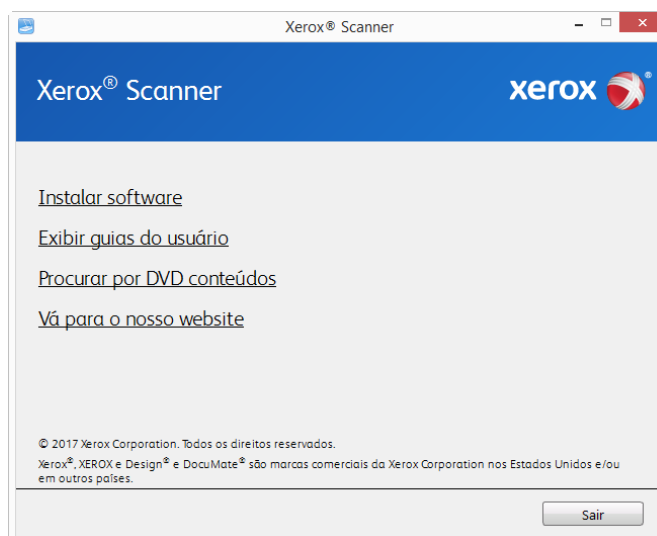 Xerox® Scanner
Xerox® Scanner
xerox ®
Instalar software
Exibir guias do usuário
Procurar por DVD conteúdos
Vá para o nosso website
© 2017 Xerox Corporation. Todos os direitos reservados.
Xerox®, XEROX e Design® e DocuMate® são marcas comerciais da Xerox Corporation nos Estados Unidos e/ou
em outros países.
Sair